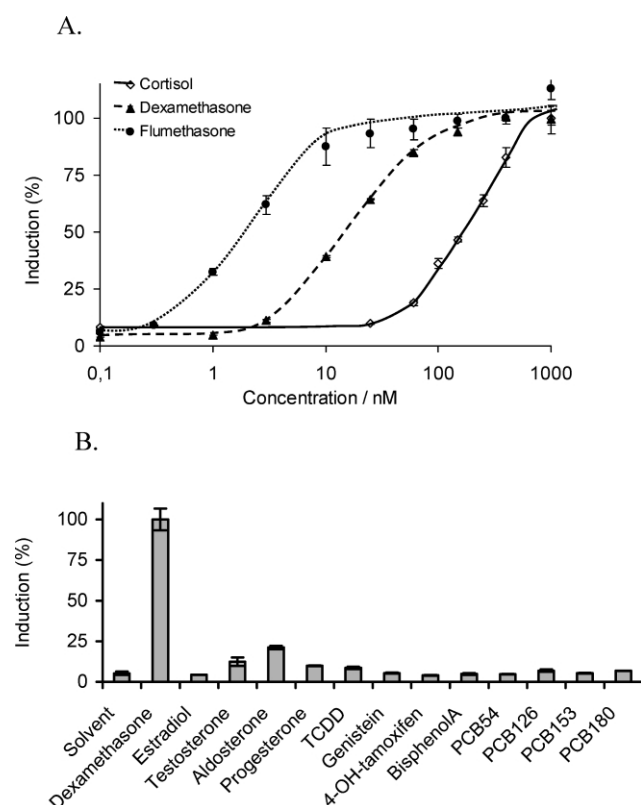 A.
Cortisol
Dexamethasone
Flumethasone
Induction (%)
100
75
50
25
0
0,1
1
10
100
1000
Concentration / nM
B.
Induction (%)
100
75
50
25
0
Solvent
Dexamethasone
Estradiol
Testosterone
Aldosterone
Progesterone
TCDD
Genistein
4-OH-tamoxifen
BisphenolA
PCB54
PCB126
PCB153
PCB180